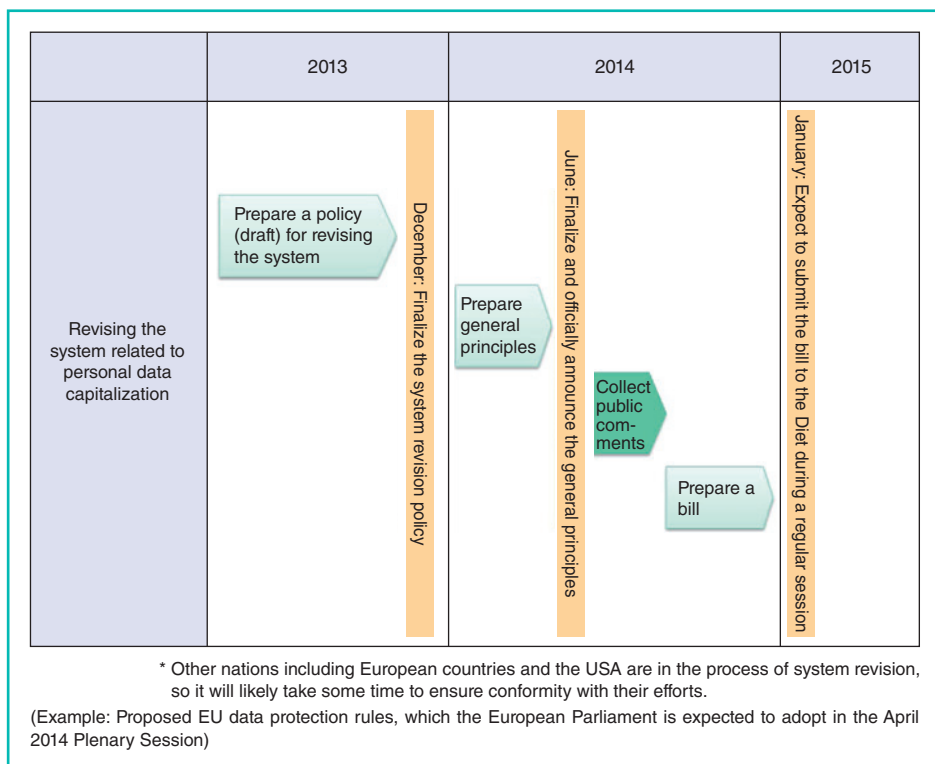 2013
2014
2015
Revising the
system related to
personal data
capitalization
Prepare a policy
(draft) for revising
the system
December: Finalize the system revision policy
Prepare
general
principles
June: Finalize and officially announce the general principles
Collect
public
com-
ments
Prepare a
bill
January: Expect to submit the bill to the Diet during a regular session
* Other nations including European countries and the USA are in the process of system revision,
so it will likely take some time to ensure conformity with their efforts.
(Example: Proposed EU data protection rules, which the European Parliament is expected to adopt in the April
2014 Plenary Session)